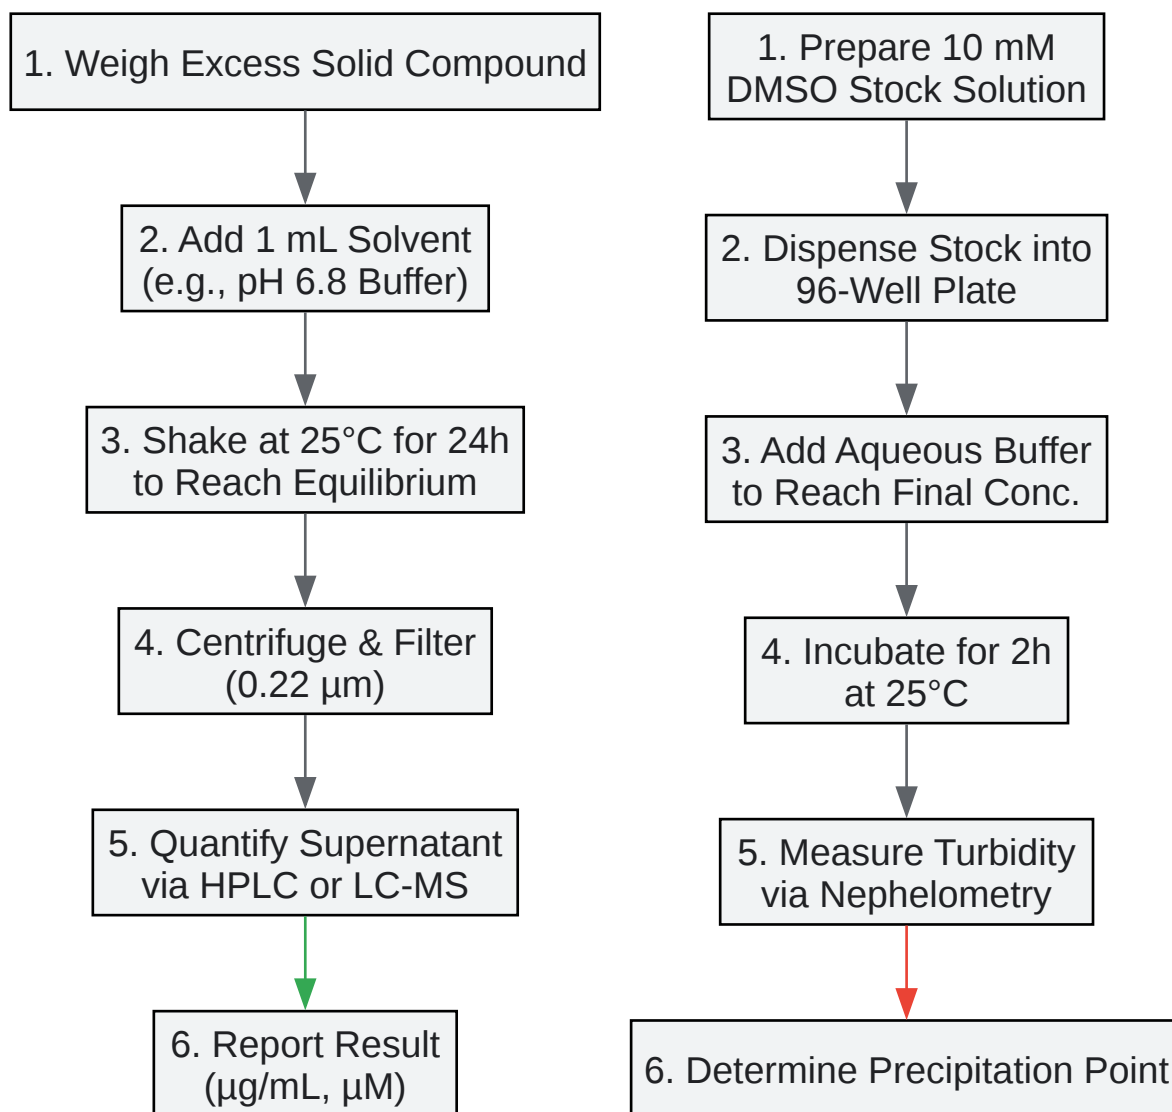 1. Weigh Excess Solid Compound
2. Add 1 mL Solvent
(e.g., pH 6.8 Buffer)
3. Shake at 25°C for 24h
to Reach Equilibrium
4. Centrifuge & Filter
(0.22 µm)
5. Quantify Supernatant
via HPLC or LC-MS
6. Report Result
(µg/mL, µM)
1. Prepare 10 mM
DMSO Stock Solution
2. Dispense Stock into
96-Well Plate
3. Add Aqueous Buffer
to Reach Final Conc.
4. Incubate for 2h
at 25°C
5. Measure Turbidity
via Nephelometry
6. Determine Precipitation Point